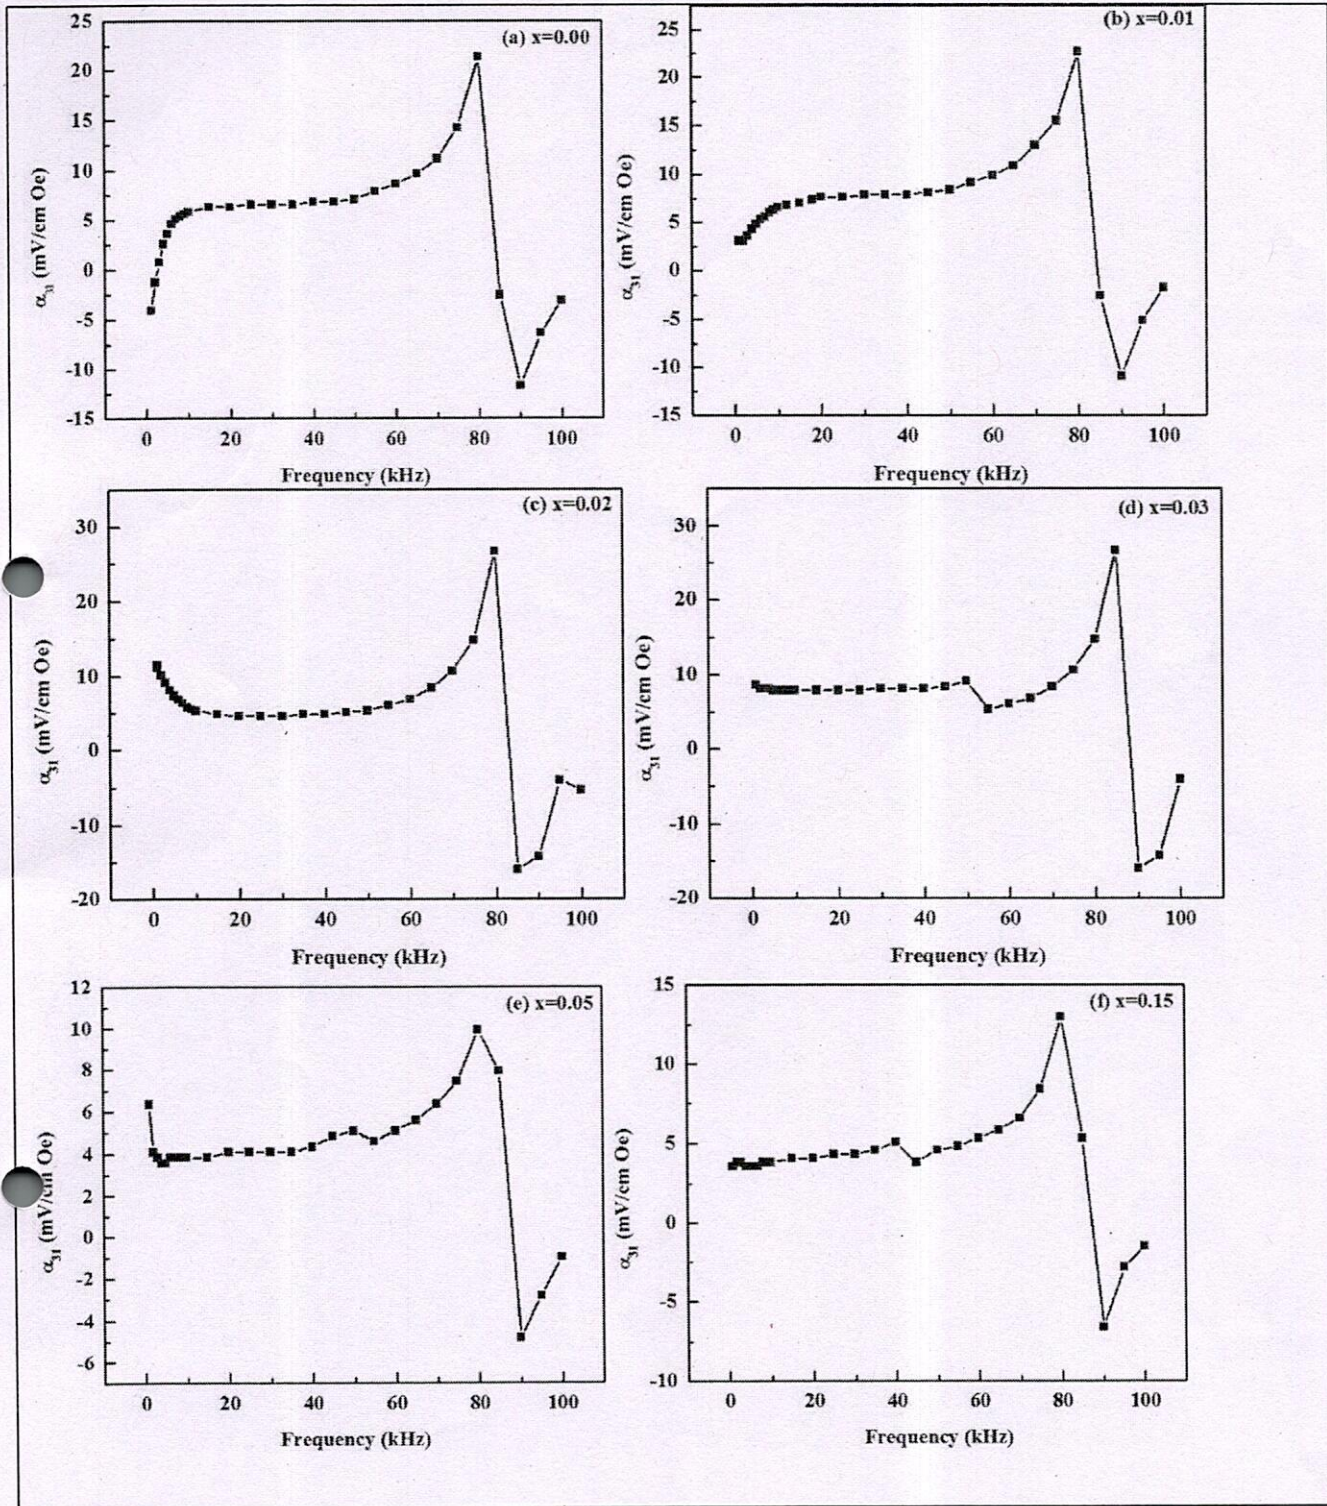 (a) x=0.00
25
20
15
10
5
0
-5
-10
-15
α31 (mV/cm Oe)
0 20 40 60 80 100
Frequency (kHz)
(b) x=0.01
25
20
15
10
5
0
-5
-10
-15
α31 (mV/cm Oe)
0 20 40 60 80 100
Frequency (kHz)
(c) x=0.02
30
20
10
0
-10
-20
α31 (mV/cm Oe)
0 20 40 60 80 100
Frequency (kHz)
(d) x=0.03
30
20
10
0
-10
-20
α31 (mV/cm Oe)
0 20 40 60 80 100
Frequency (kHz)
(e) x=0.05
12
10
8
6
4
2
0
-2
-4
-6
α31 (mV/cm Oe)
0 20 40 60 80 100
Frequency (kHz)
(f) x=0.15
15
10
5
0
-5
-10
α31 (mV/cm Oe)
0 20 40 60 80 100
Frequency (kHz)